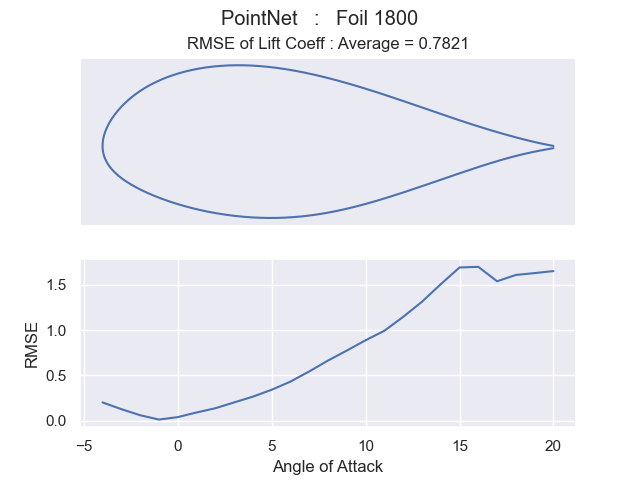 PointNet : Foil 1800
RMSE of Lift Coeff : Average = 0.7821
1.5
1.0
0.5
0.0
RMSE
−5 0 5 10 15 20
Angle of Attack